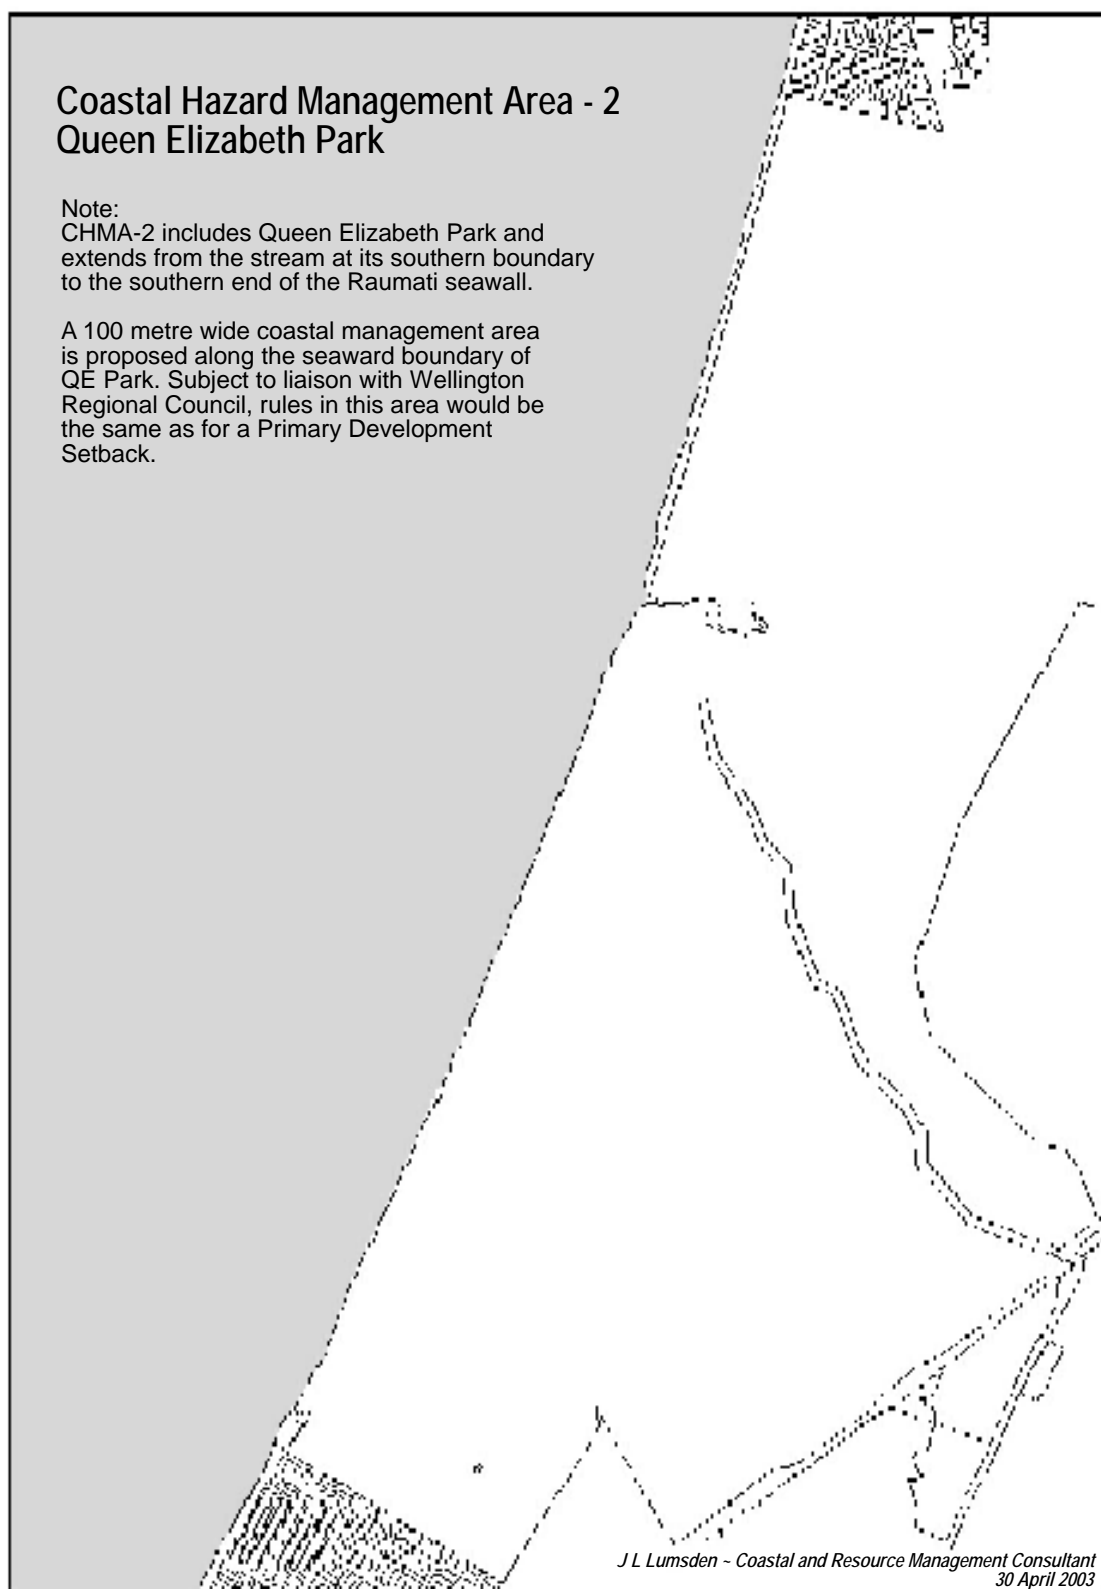 Coastal Hazard Management Area - 2
Queen Elizabeth Park
Note:
CHMA-2 includes Queen Elizabeth Park and
extends from the stream at its southern boundary
to the southern end of the Raumati seawall.
A 100 metre wide coastal management area
is proposed along the seaward boundary of
QE Park. Subject to liaison with Wellington
Regional Council, rules in this area would be
the same as for a Primary Development
Setback.
J L Lumsden ~ Coastal and Resource Management Consultant
30 April 2003